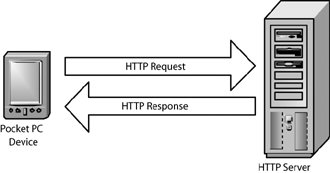 HTTP Request
HTTP Response
Pocket PC
Device
HTTP Server